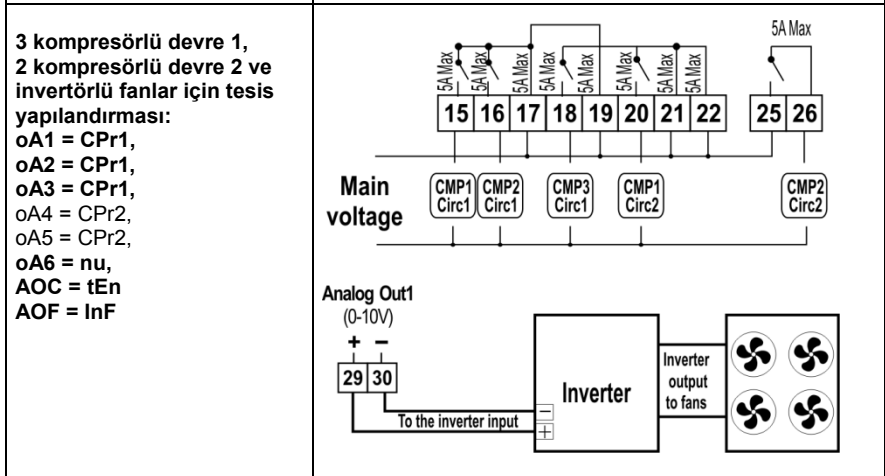 3 kompresörlü devre 1,
2 kompresörlü devre 2 ve
invertörlü fanlar için tesis
yapılandırması:
oA1 = CPr1,
oA2 = CPr1,
oA3 = CPr1,
oA4 = CPr2,
oA5 = CPr2,
oA6 = nu,
AOC = tEn
AOF = InF
5A Max
5A Max 5A Max 5A Max 5A Max 5A Max 5A Max 5A Max
15 16 17 18 19 20 21 22 25 26
Main
voltage
CMP1
Circ1
CMP2
Circ1
CMP3
Circ1
CMP1
Circ2
CMP2
Circ2
Analog Out1
(0-10V)
+ −
29 30
To the inverter input
−
+
Inverter
Inverter
output
to fans